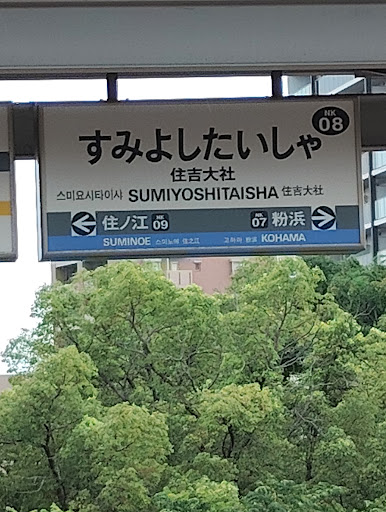 NK
08
すみよしたいしゃ
住吉大社
스미요시타이샤 SUMIYOSHITAISHA 住吉大社
住ノ江 NK 09 NK 07 粉浜
SUMINOE 스미노에 住之江 고하마 粉浜 KOHAMA